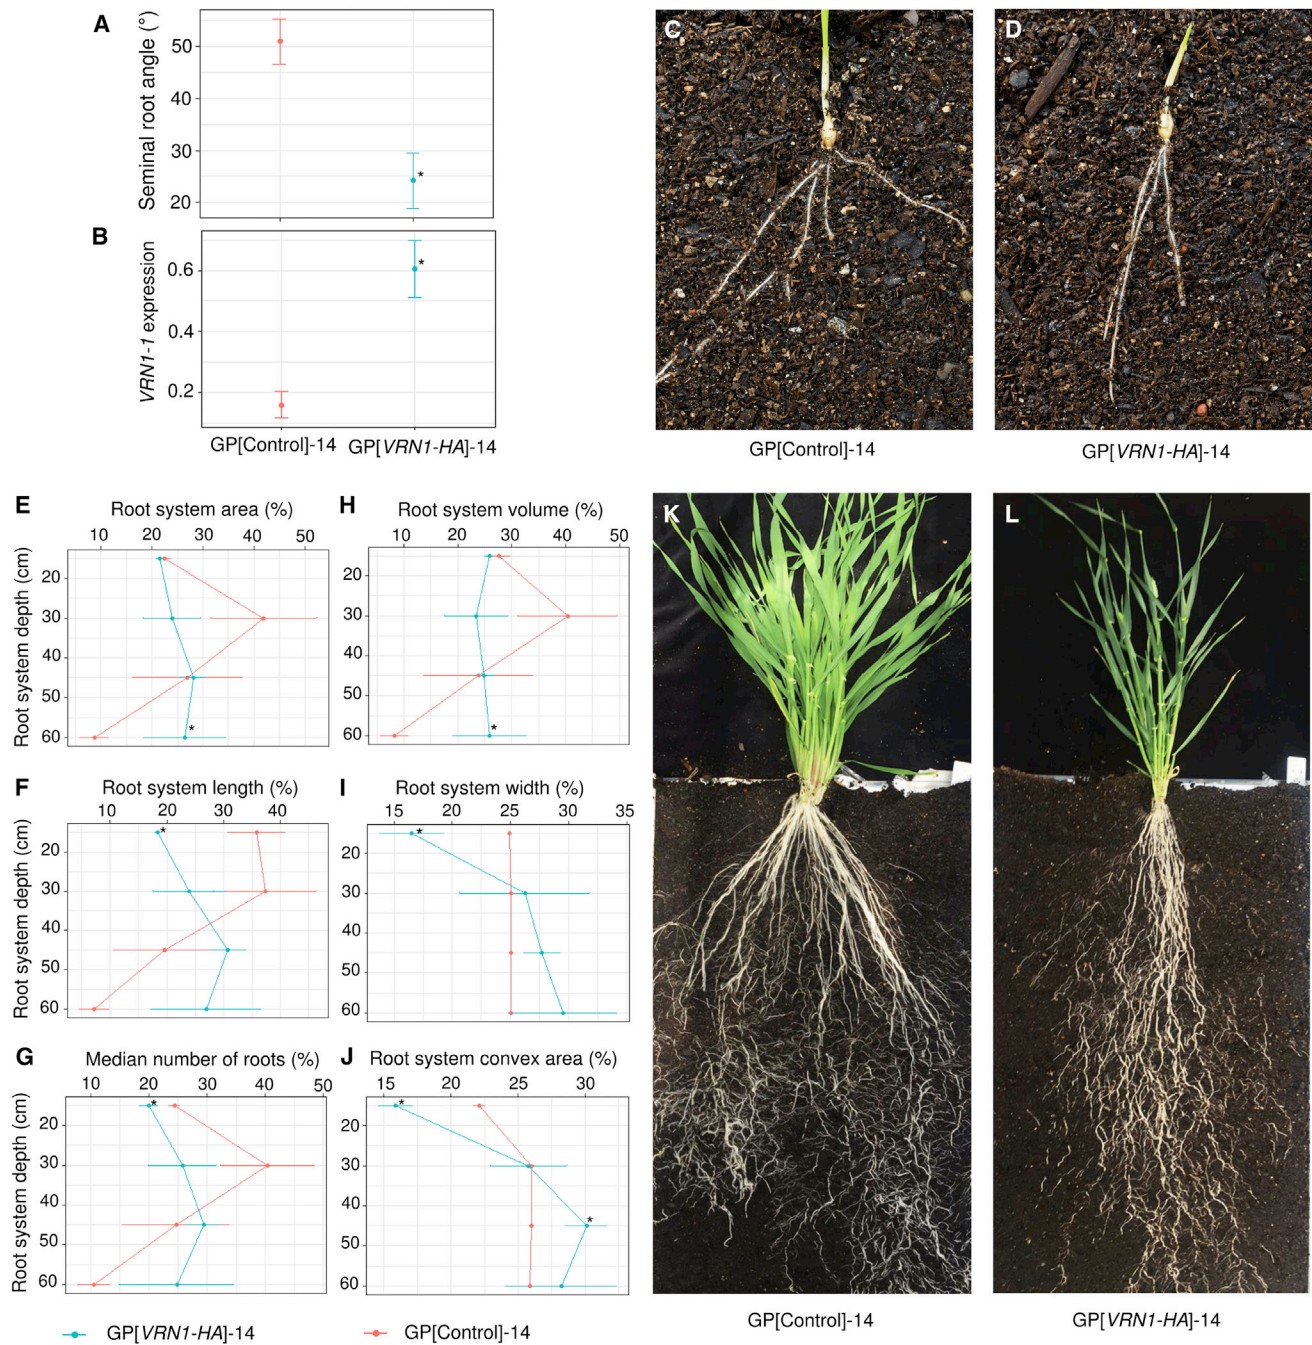 A
Seminal root angle (°)
50
40
30
20
*
B
VRN1-1 expression
0.6
0.4
0.2
*
GP[Control]-14
GP[VRN1-HA]-14
C
GP[Control]-14
D
GP[VRN1-HA]-14
E
Root system area (%)
10 20 30 40 50
Root system depth (cm)
20
30
40
50
60
*
H
Root system volume (%)
10 20 30 40 50
20
30
40
50
60
*
F
Root system length (%)
10 20 30 40
Root system depth (cm)
20
30
40
50
60
*
I
Root system width (%)
15 20 25 30 35
20
30
40
50
60
*
G
Median number of roots (%)
10 20 30 40 50
Root system depth (cm)
20
30
40
50
60
*
J
Root system convex area (%)
15 20 25 30
20
30
40
50
60
*
*
K
GP[Control]-14
L
GP[VRN1-HA]-14
GP[VRN1-HA]-14
GP[Control]-14